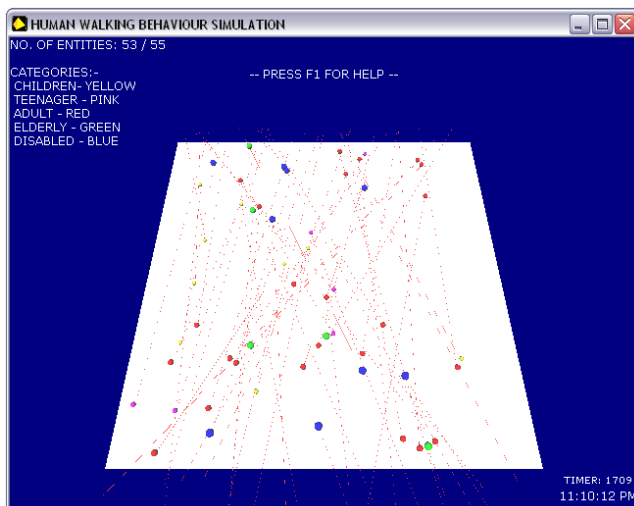 HUMAN WALKING BEHAVIOUR SIMULATION
NO. OF ENTITIES: 53 / 55
-- PRESS F1 FOR HELP --
CATEGORIES:-
CHILDREN- YELLOW
TEENAGER - PINK
ADULT - RED
ELDERLY - GREEN
DISABLED - BLUE
TIMER: 1709
11:10:12 PM